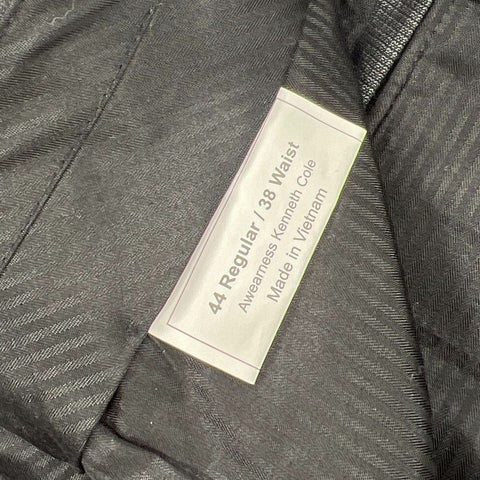 44 Regular / 38 Waist
Awearness Kenneth Cole
Made in Vietnam